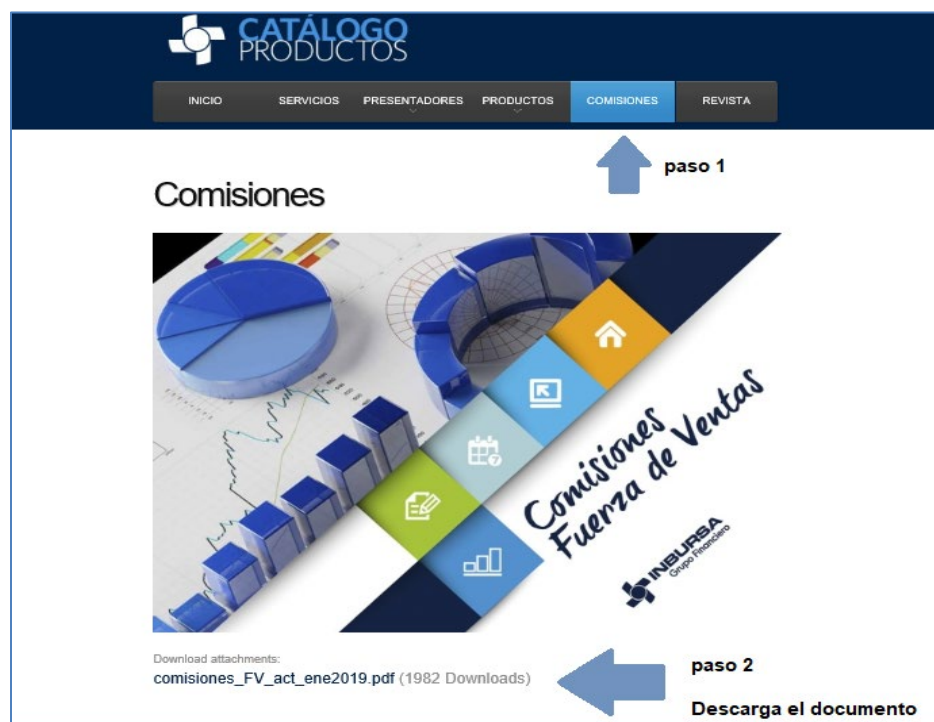 CATÁLOGO
PRODUCTOS
INICIO SERVICIOS PRESENTADORES PRODUCTOS COMISIONES REVISTA
paso 1
Comisiones
Comisiones
Fuerza de Ventas
INBURSA
Grupo Financiero
Download attachments:
comisiones_FV_act_ene2019.pdf (1982 Downloads)
paso 2
Descarga el documento